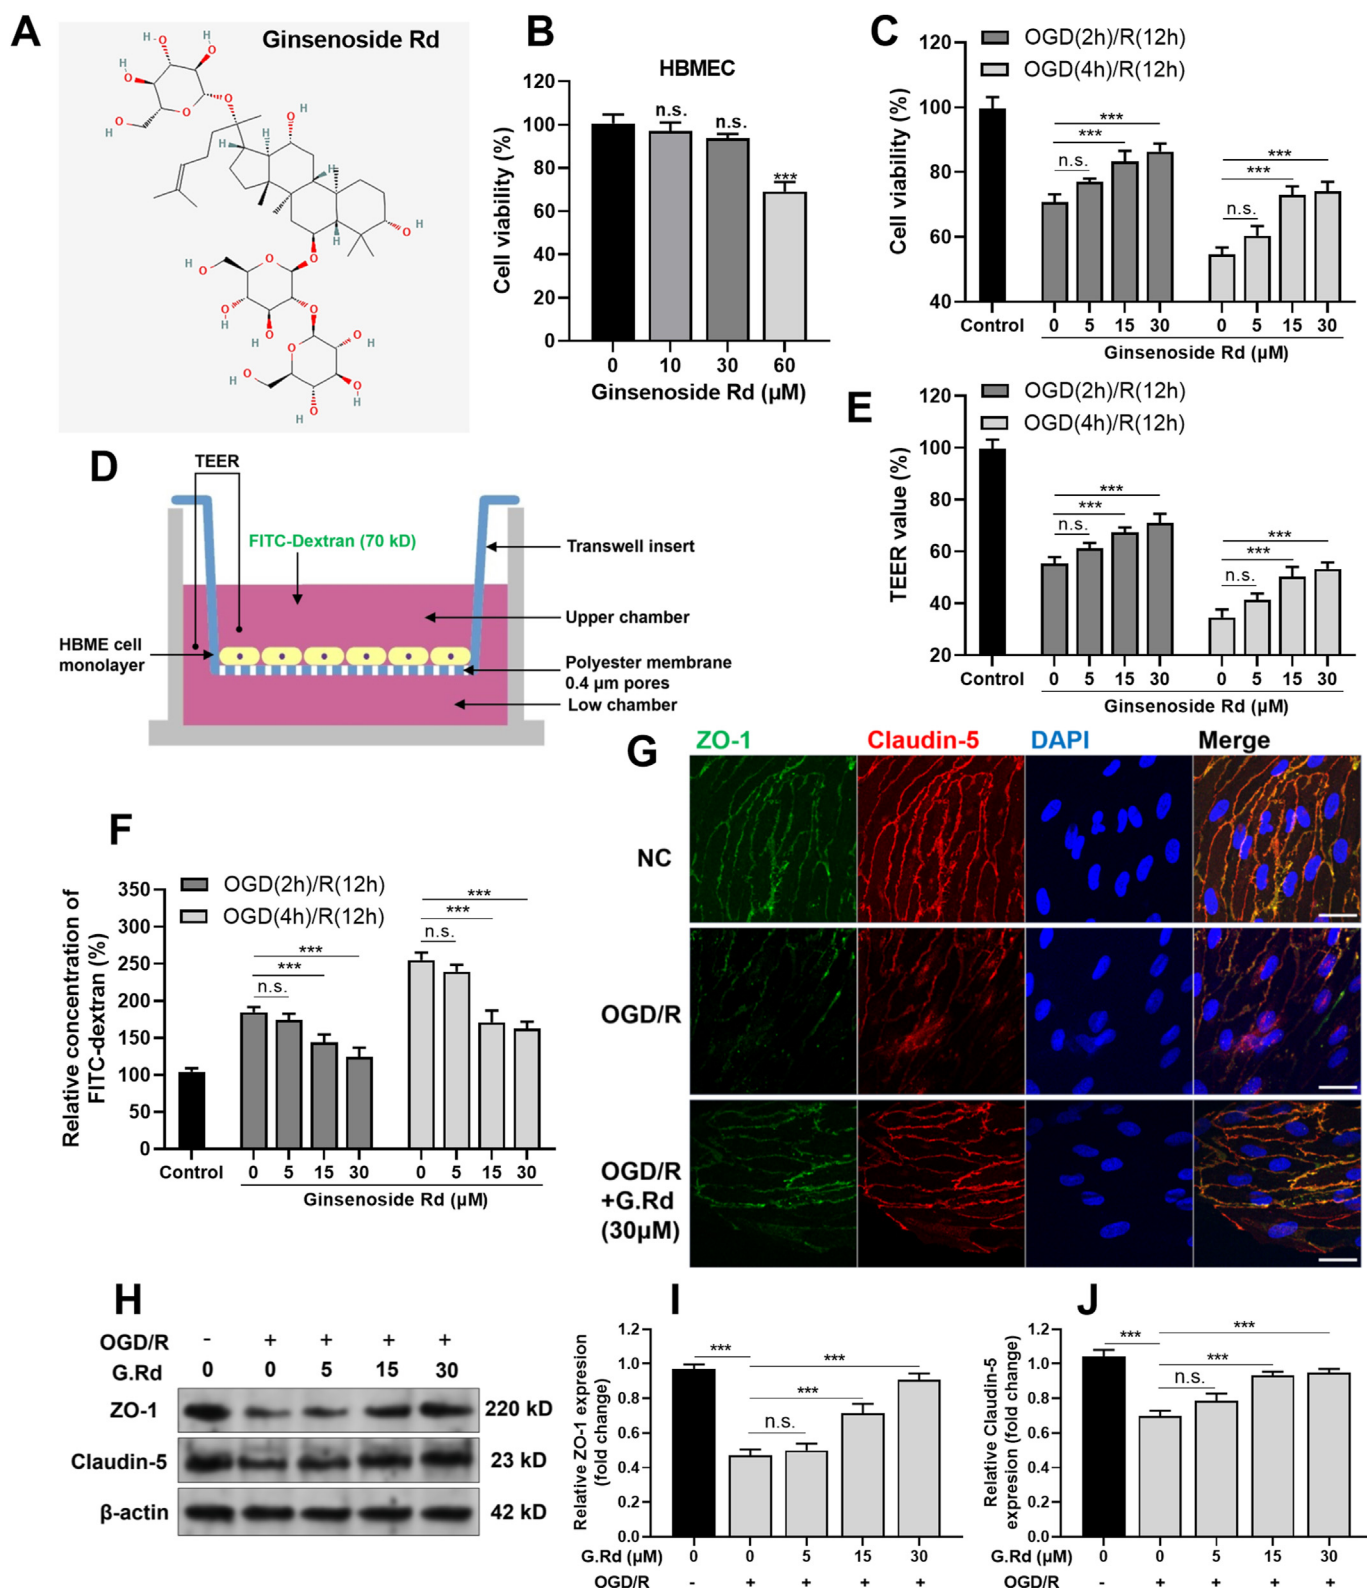 A
Ginsenoside Rd
B
HBMEC
Cell viability (%)
120
100
80
60
40
20
0
n.s.
n.s.
***
0 10 30 60
Ginsenoside Rd (µM)
C
OGD(2h)/R(12h)
OGD(4h)/R(12h)
Cell viability (%)
120
100
80
60
40
***
***
n.s.
***
***
n.s.
Control 0 5 15 30 0 5 15 30
Ginsenoside Rd (µM)
D
TEER
FITC-Dextran (70 kD)
Transwell insert
Upper chamber
HBME cell
monolayer
Polyester membrane
0.4 µm pores
Low chamber
E
OGD(2h)/R(12h)
OGD(4h)/R(12h)
TEER value (%)
120
100
80
60
40
20
***
***
n.s.
***
***
n.s.
Control 0 5 15 30 0 5 15 30
Ginsenoside Rd (µM)
F
OGD(2h)/R(12h)
OGD(4h)/R(12h)
Relative concentration of
FITC-dextran (%)
350
300
250
200
150
100
50
0
***
***
n.s.
***
***
n.s.
Control 0 5 15 30 0 5 15 30
Ginsenoside Rd (µM)
G
ZO-1 Claudin-5 DAPI Merge
NC
OGD/R
OGD/R
+G.Rd
(30µM)
H
OGD/R - + + + +
G.Rd 0 0 5 15 30
ZO-1 220 kD
Claudin-5 23 kD
β-actin 42 kD
I
Relative ZO-1 expresion
(fold change)
1.2
1.0
0.8
0.6
0.4
0.2
0.0
***
***
***
n.s.
G.Rd (µM) 0 0 5 15 30
OGD/R - + + + +
J
Relative Claudin-5
expresion (fold change)
1.2
1.0
0.8
0.6
0.4
0.2
0.0
***
***
***
n.s.
G.Rd (µM) 0 0 5 15 30
OGD/R - + + + +